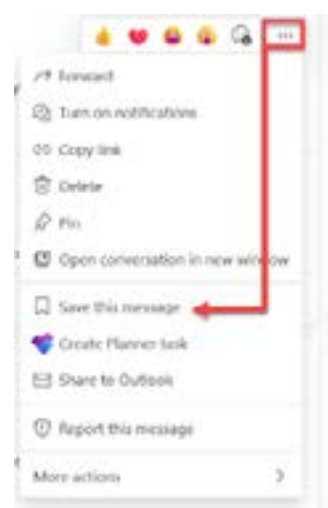 Forward
Turn on notifications
Copy link
Delete
Pin
Open conversation in new window
Save this message
Create Planner task
Share to Outlook
Report this message
More actions